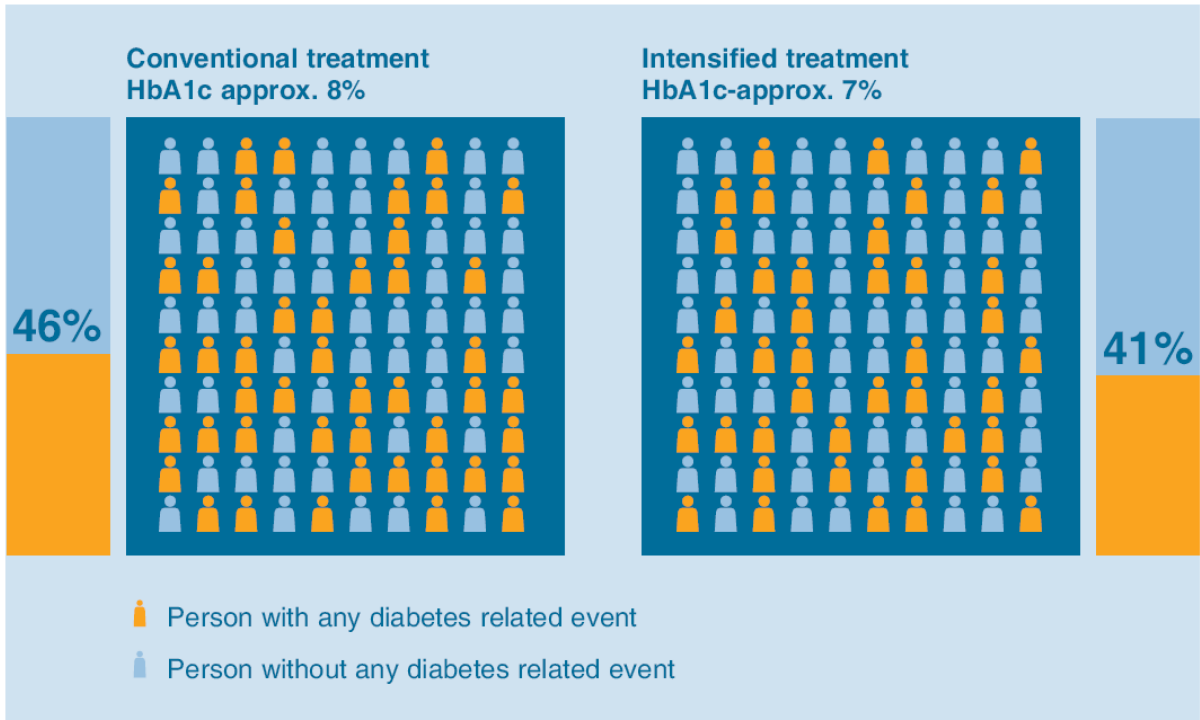 Conventional treatment
HbA1c approx. 8%
Intensified treatment
HbA1c-approx. 7%
46%
41%
Person with any diabetes related event
Person without any diabetes related event